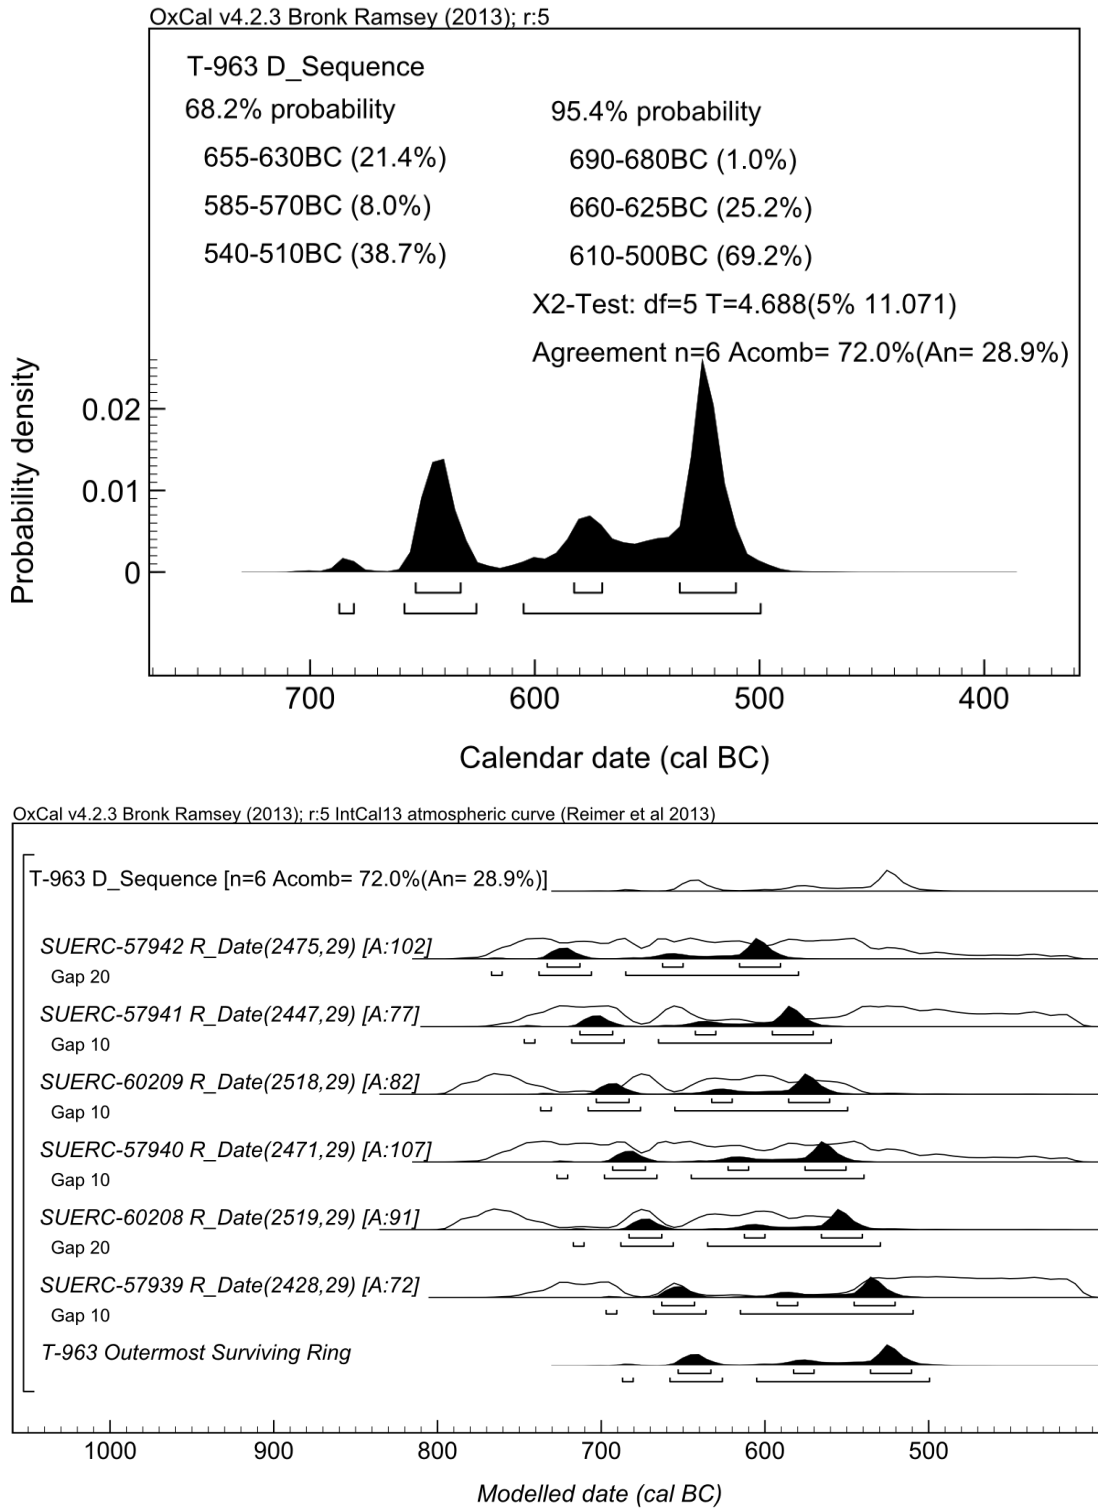 OxCal v4.2.3 Bronk Ramsey (2013); r:5
T-963 D_Sequence
68.2% probability
95.4% probability
655-630BC (21.4%)
690-680BC (1.0%)
585-570BC (8.0%)
660-625BC (25.2%)
540-510BC (38.7%)
610-500BC (69.2%)
X2-Test: df=5 T=4.688(5% 11.071)
Agreement n=6 Acomb= 72.0%(An= 28.9%)
Probability density
0.02
0.01
0
700 600 500 400
Calendar date (cal BC)
OxCal v4.2.3 Bronk Ramsey (2013); r:5 IntCal13 atmospheric curve (Reimer et al 2013)
T-963 D_Sequence [n=6 Acomb= 72.0%(An= 28.9%)]
SUERC-57942 R_Date(2475,29) [A:102]
Gap 20
SUERC-57941 R_Date(2447,29) [A:77]
Gap 10
SUERC-60209 R_Date(2518,29) [A:82]
Gap 10
SUERC-57940 R_Date(2471,29) [A:107]
Gap 10
SUERC-60208 R_Date(2519,29) [A:91]
Gap 20
SUERC-57939 R_Date(2428,29) [A:72]
Gap 10
T-963 Outermost Surviving Ring
1000 900 800 700 600 500
Modelled date (cal BC)